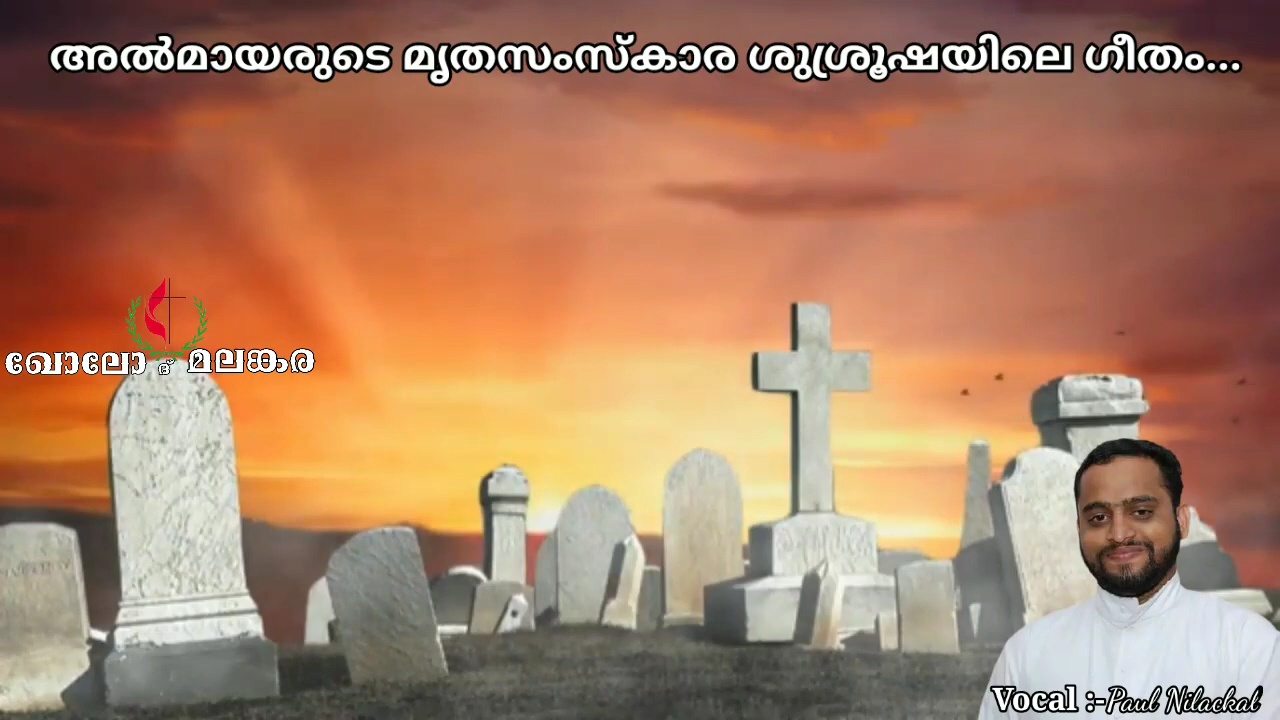 അൽമായരുടെ മൃതസംസ്കാര ശുശ്രൂഷയിലെ ഗീതം...
ഖോലോ ദ് മലങ്കര
Vocal :-Paul Nilackal